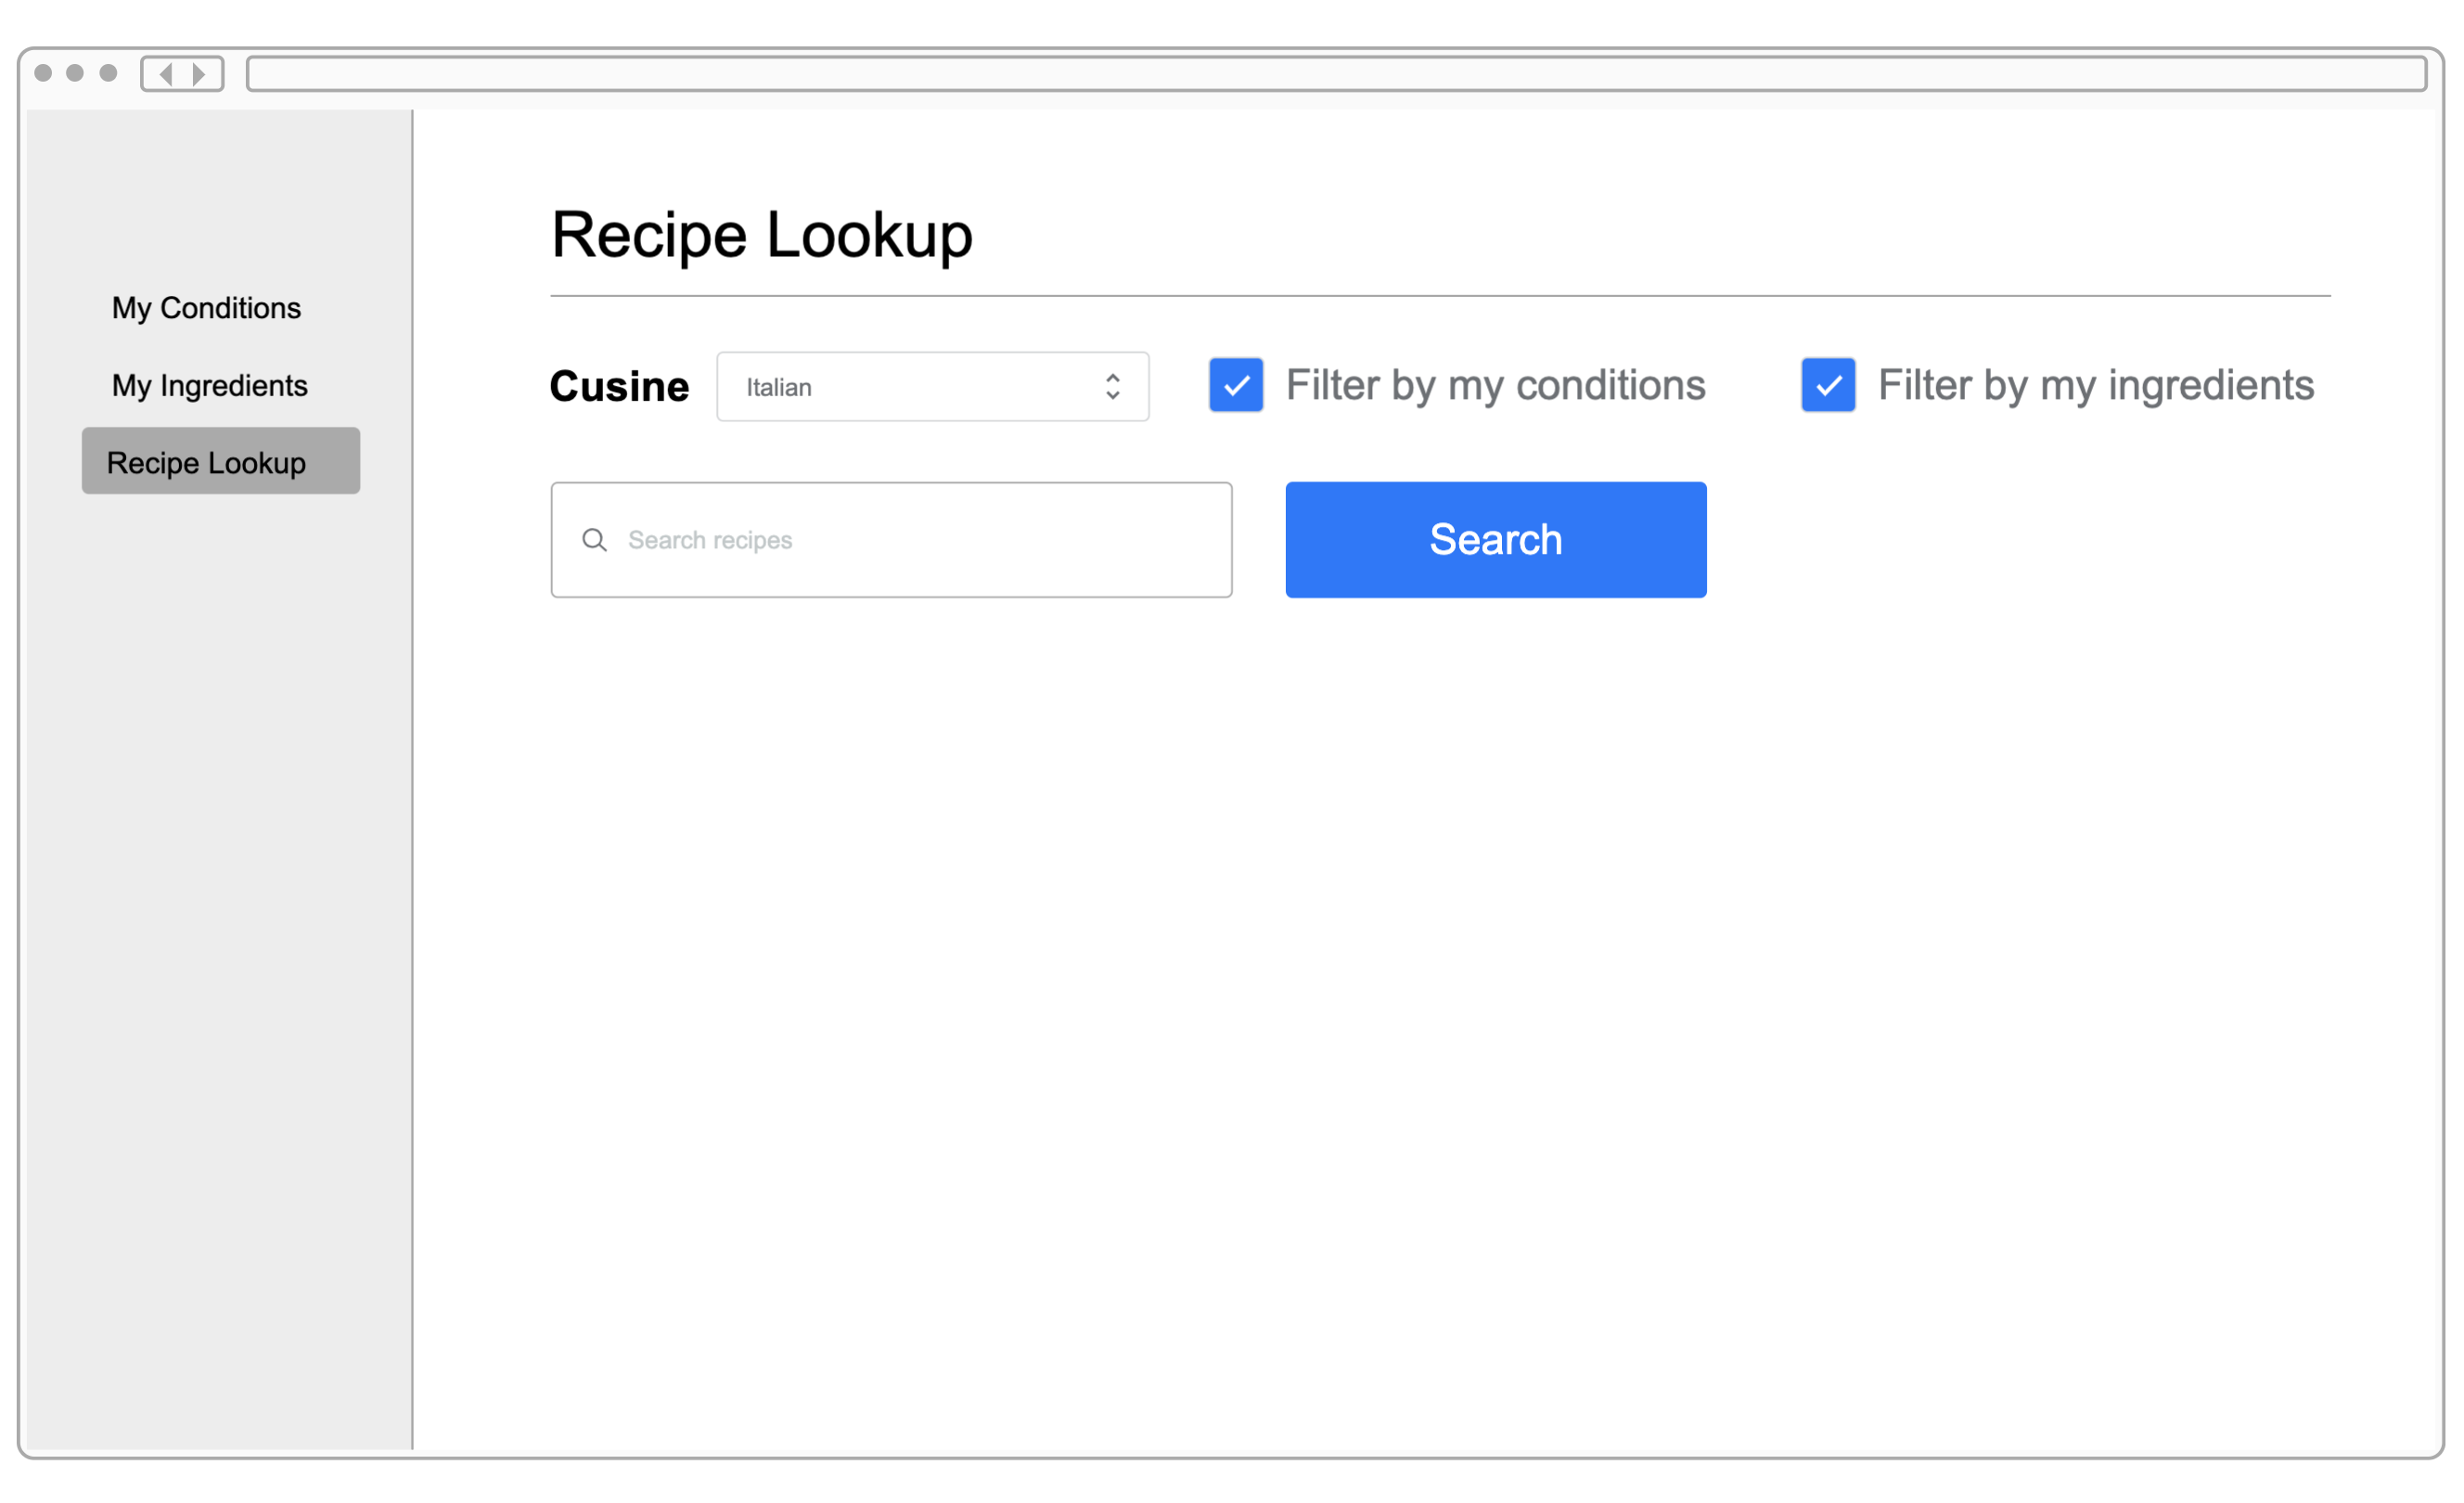 My Conditions
My Ingredients
Recipe Lookup
Recipe Lookup
Cusine Italian Filter by my conditions Filter by my ingredients
Search recipes Search